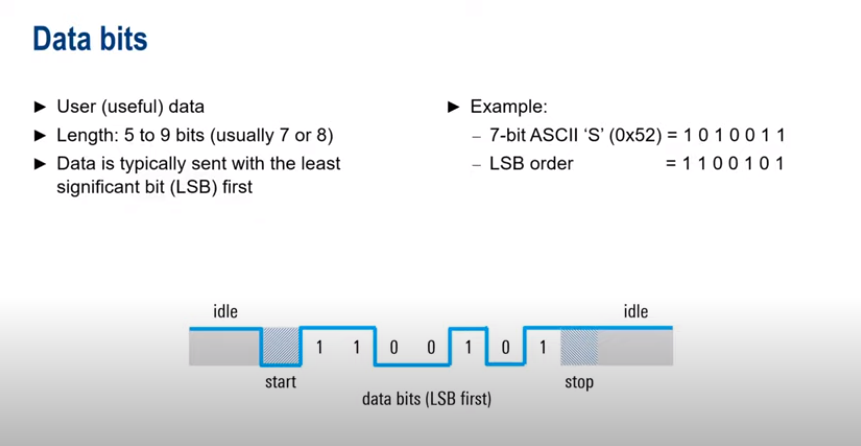 Data bits
► User (useful) data
► Length: 5 to 9 bits (usually 7 or 8)
► Data is typically sent with the least
significant bit (LSB) first
► Example:
– 7-bit ASCII ‘S’ (0x52) = 1 0 1 0 0 1 1
– LSB order = 1 1 0 0 1 0 1
idle idle
1 1 0 0 1 0 1
start stop
data bits (LSB first)